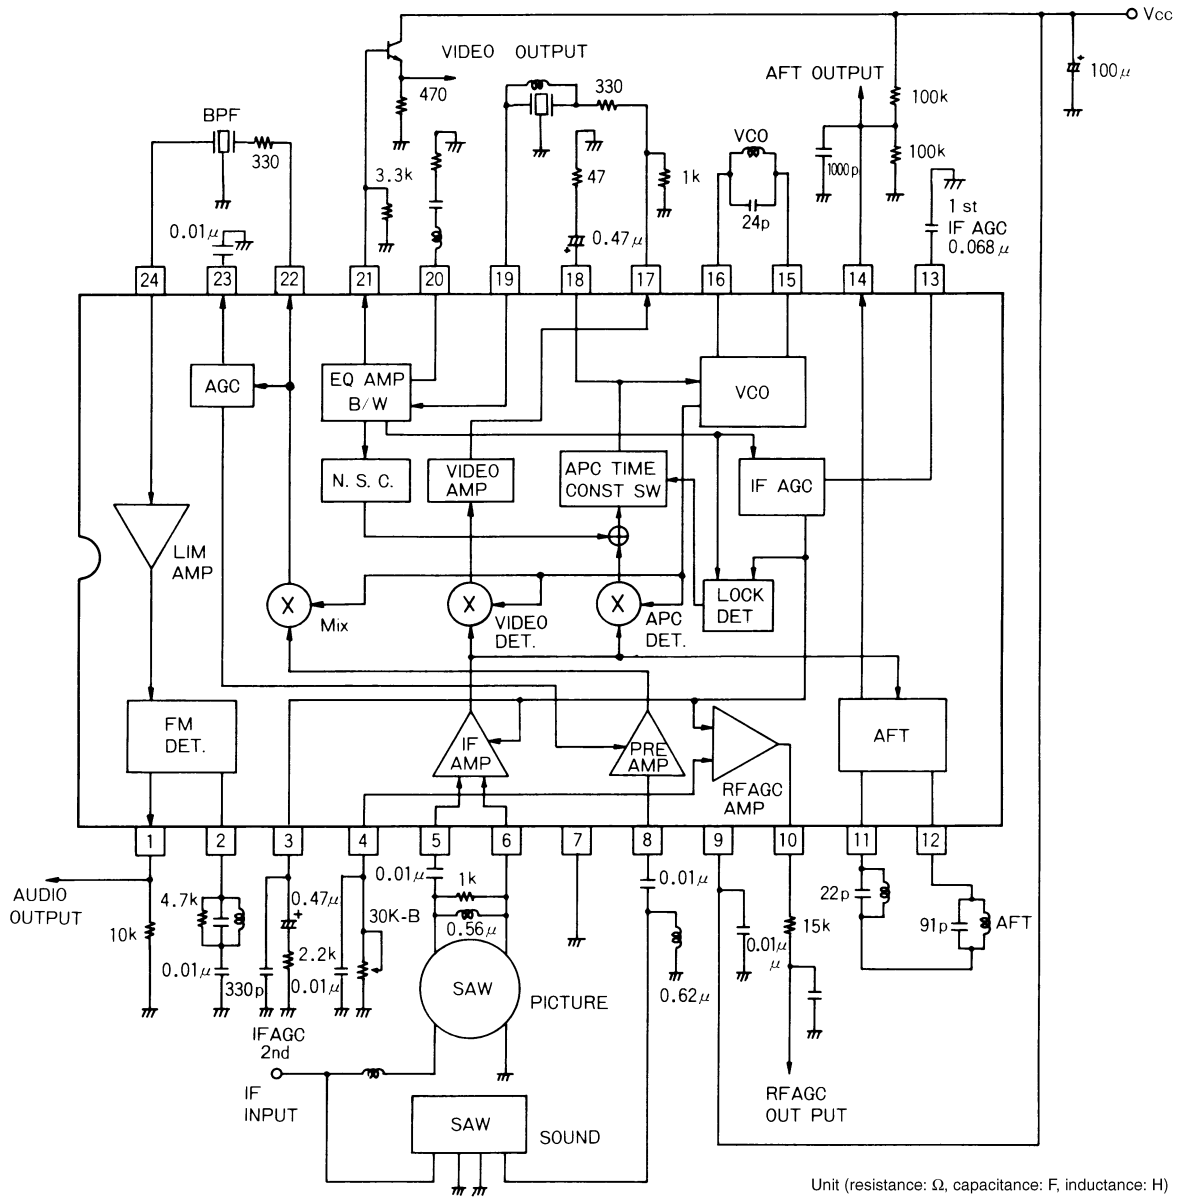 Vcc
VIDEO OUTPUT
100μ
AFT OUTPUT
330
470
100k
BPF
VCO
330
100k
1000p
3.3k
47
1k
1 st
IF AGC
0.068μ
24p
0.01μ
0.47μ
24
23
22
21
20
19
18
17
16
15
14
13
AGC
EQ AMP
B/W
VCO
N. S. C.
VIDEO
AMP
APC TIME
CONST SW
IF AGC
LIM
AMP
X
Mix
X
VIDEO
DET.
X
APC
DET.
LOCK
DET
FM
DET.
IF
AMP
PRE
AMP
RFAGC
AMP
AFT
1
2
3
4
5
6
7
8
9
10
11
12
AUDIO
OUTPUT
10k
4.7k
0.01μ
330p
0.47μ
2.2k
0.01μ
IFAGC
2nd
30K-B
0.01μ
1k
0.56μ
0.01μ
0.62μ
0.01μ
μ
15k
22p
91p
AFT
SAW
PICTURE
IF
INPUT
SAW
SOUND
RFAGC
OUT PUT
Unit (resistance: Ω, capacitance: F, inductance: H)